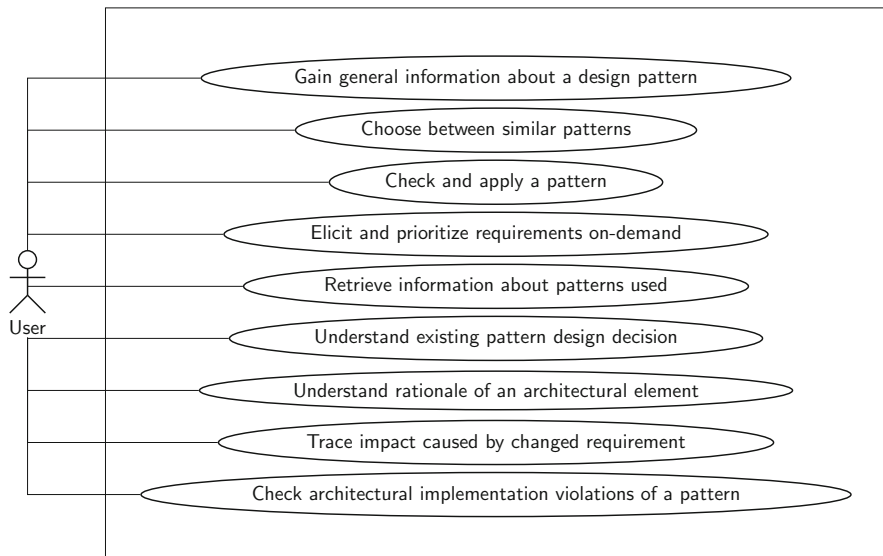 Gain general information about a design pattern
Choose between similar patterns
Check and apply a pattern
Elicit and prioritize requirements on-demand
Retrieve information about patterns used
User
Understand existing pattern design decision
Understand rationale of an architectural element
Trace impact caused by changed requirement
Check architectural implementation violations of a pattern